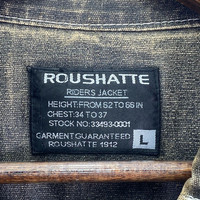 ROUSHATTE
RIDERS JACKET
HEIGHT:FROM 62 TO 66 IN
CHEST:34 TO 37
STOCK NO:33493-0001
GARMENT GUARANTEED
ROUSHATTE 1912
L